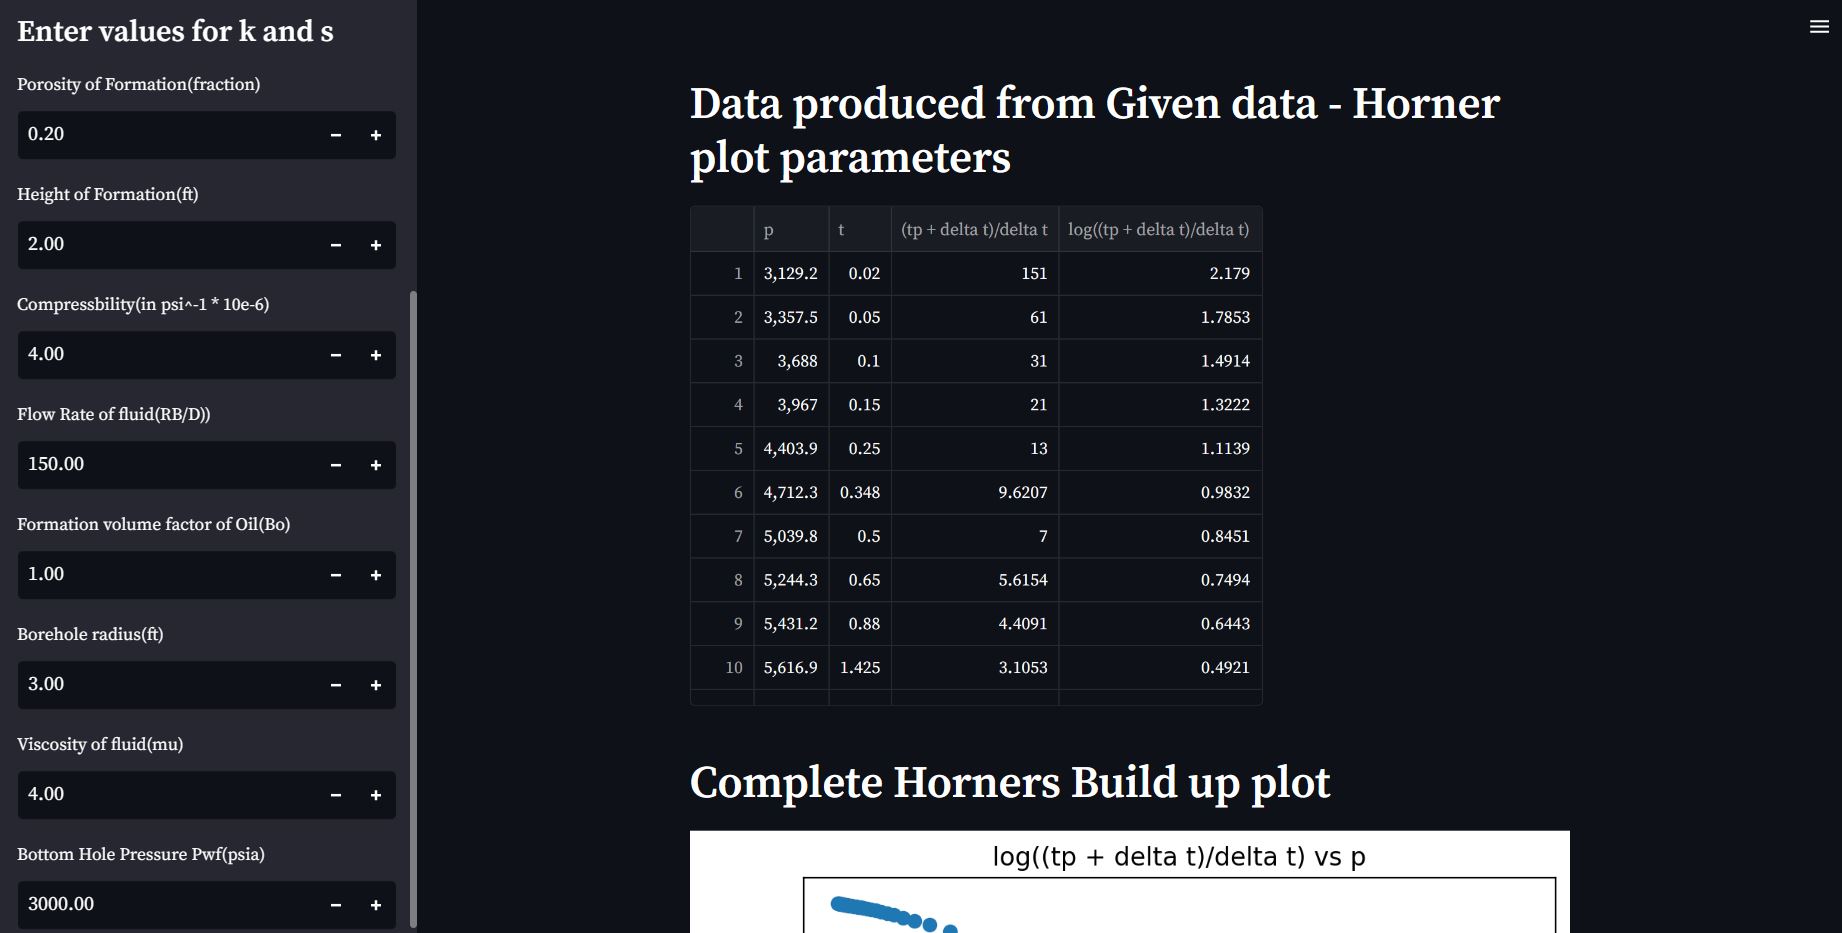 Enter values for k and s
Porosity of Formation(fraction)
0.20
Height of Formation(ft)
2.00
Compressbility(in psi^-1 * 10e-6)
4.00
Flow Rate of fluid(RB/D))
150.00
Formation volume factor of Oil(Bo)
1.00
Borehole radius(ft)
3.00
Viscosity of fluid(mu)
4.00
Bottom Hole Pressure Pwf(psia)
3000.00
Data produced from Given data - Horner
plot parameters
p t (tp + delta t)/delta t log((tp + delta t)/delta t)
1 3,129.2 0.02 151 2.179
2 3,357.5 0.05 61 1.7853
3 3,688 0.1 31 1.4914
4 3,967 0.15 21 1.3222
5 4,403.9 0.25 13 1.1139
6 4,712.3 0.348 9.6207 0.9832
7 5,039.8 0.5 7 0.8451
8 5,244.3 0.65 5.6154 0.7494
9 5,431.2 0.88 4.4091 0.6443
10 5,616.9 1.425 3.1053 0.4921
Complete Horners Build up plot
log((tp + delta t)/delta t) vs p